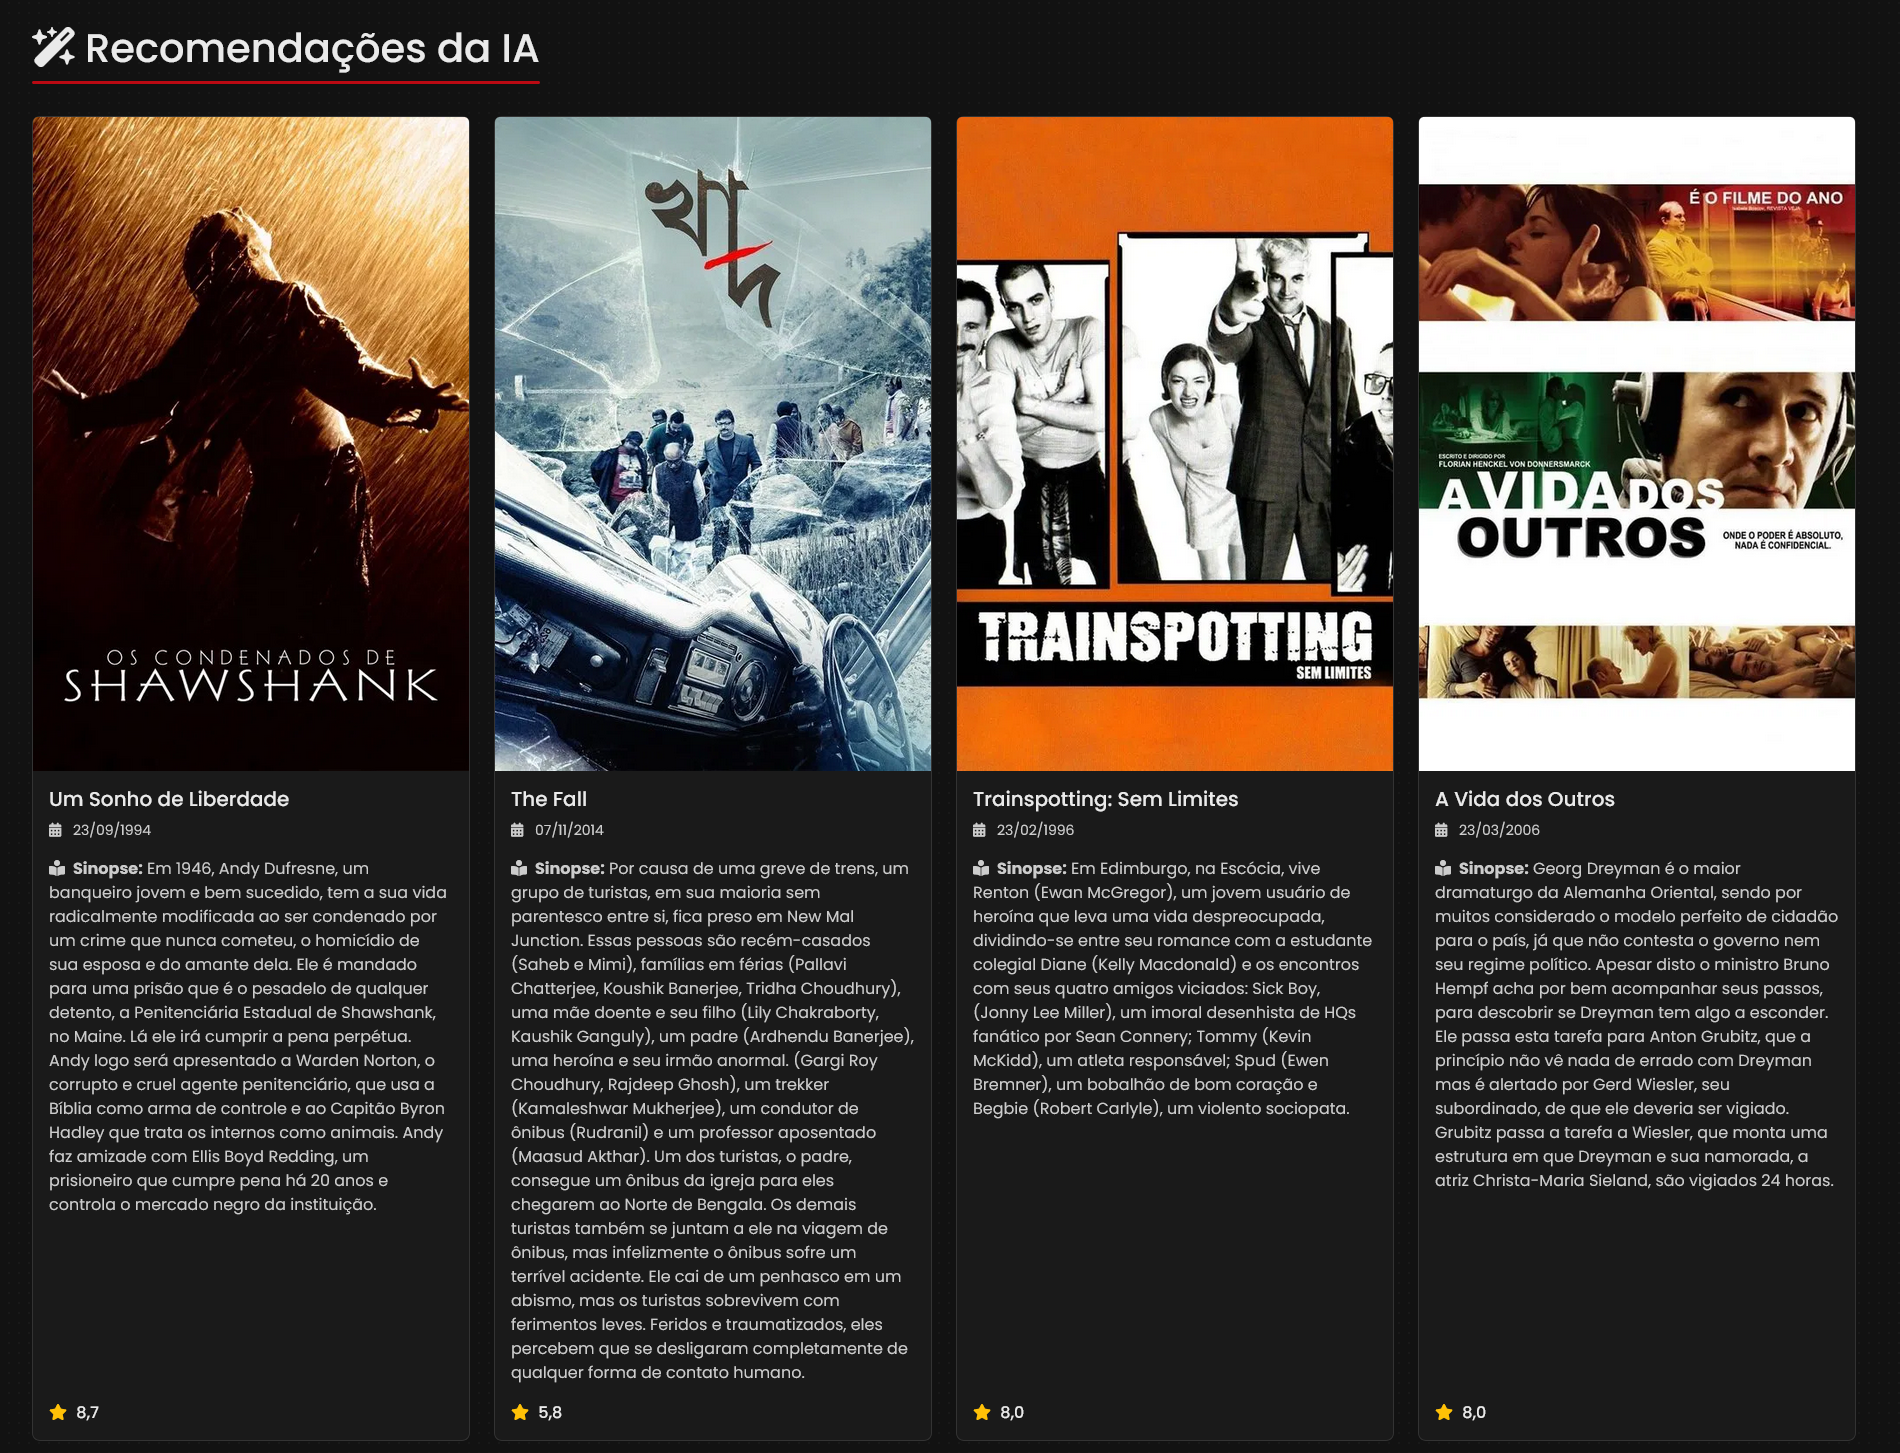 Recomendações da IA
OS CONDENADOS DE
SHAWSHANK
Um Sonho de Liberdade
23/09/1994
Sinopse: Em 1946, Andy Dufresne, um
banqueiro jovem e bem sucedido, tem a sua vida
radicalmente modificada ao ser condenado por
um crime que nunca cometeu, o homicídio de
sua esposa e do amante dela. Ele é mandado
para uma prisão que é o pesadelo de qualquer
detento, a Penitenciária Estadual de Shawshank,
no Maine. Lá ele irá cumprir a pena perpétua.
Andy logo será apresentado a Warden Norton, o
corrupto e cruel agente penitenciário, que usa a
Bíblia como arma de controle e ao Capitão Byron
Hadley que trata os internos como animais. Andy
faz amizade com Ellis Boyd Redding, um
prisioneiro que cumpre pena há 20 anos e
controla o mercado negro da instituição.
8,7
খাদ
The Fall
07/11/2014
Sinopse: Por causa de uma greve de trens, um
grupo de turistas, em sua maioria sem
parentesco entre si, fica preso em New Mal
Junction. Essas pessoas são recém-casados
(Saheb e Mimi), famílias em férias (Pallavi
Chatterjee, Koushik Banerjee, Tridha Choudhury),
uma mãe doente e seu filho (Lily Chakraborty,
Kaushik Ganguly), um padre (Ardhendu Banerjee),
uma heroína e seu irmão anormal. (Gargi Roy
Choudhury, Rajdeep Ghosh), um trekker
(Kamaleshwar Mukherjee), um condutor de
ônibus (Rudranil) e um professor aposentado
(Maasud Akthar). Um dos turistas, o padre,
consegue um ônibus da igreja para eles
chegarem ao Norte de Bengala. Os demais
turistas também se juntam a ele na viagem de
ônibus, mas infelizmente o ônibus sofre um
terrível acidente. Ele cai de um penhasco em um
abismo, mas os turistas sobrevivem com
ferimentos leves. Feridos e traumatizados, eles
percebem que se desligaram completamente de
qualquer forma de contato humano.
5,8
TRAINSPOTTING
SEM LIMITES
Trainspotting: Sem Limites
23/02/1996
Sinopse: Em Edimburgo, na Escócia, vive
Renton (Ewan McGregor), um jovem usuário de
heroína que leva uma vida despreocupada,
dividindo-se entre seu romance com a estudante
colegial Diane (Kelly Macdonald) e os encontros
com seus quatro amigos viciados: Sick Boy,
(Jonny Lee Miller), um imoral desenhista de HQs
fanático por Sean Connery; Tommy (Kevin
McKidd), um atleta responsável; Spud (Ewen
Bremner), um bobalhão de bom coração e
Begbie (Robert Carlyle), um violento sociopata.
8,0
É O FILME DO ANO
Isabela Boscov, REVISTA VEJA
ESCRITO E DIRIGIDO POR
FLORIAN HENCKEL VON DONNERSMARCK
A VIDA DOS
OUTROS
ONDE O PODER É ABSOLUTO,
NADA É CONFIDENCIAL.
A Vida dos Outros
23/03/2006
Sinopse: Georg Dreyman é o maior
dramaturgo da Alemanha Oriental, sendo por
muitos considerado o modelo perfeito de cidadão
para o país, já que não contesta o governo nem
seu regime político. Apesar disto o ministro Bruno
Hempf acha por bem acompanhar seus passos,
para descobrir se Dreyman tem algo a esconder.
Ele passa esta tarefa para Anton Grubitz, que a
princípio não vê nada de errado com Dreyman
mas é alertado por Gerd Wiesler, seu
subordinado, de que ele deveria ser vigiado.
Grubitz passa a tarefa a Wiesler, que monta uma
estrutura em que Dreyman e sua namorada, a
atriz Christa-Maria Sieland, são vigiados 24 horas.
8,0